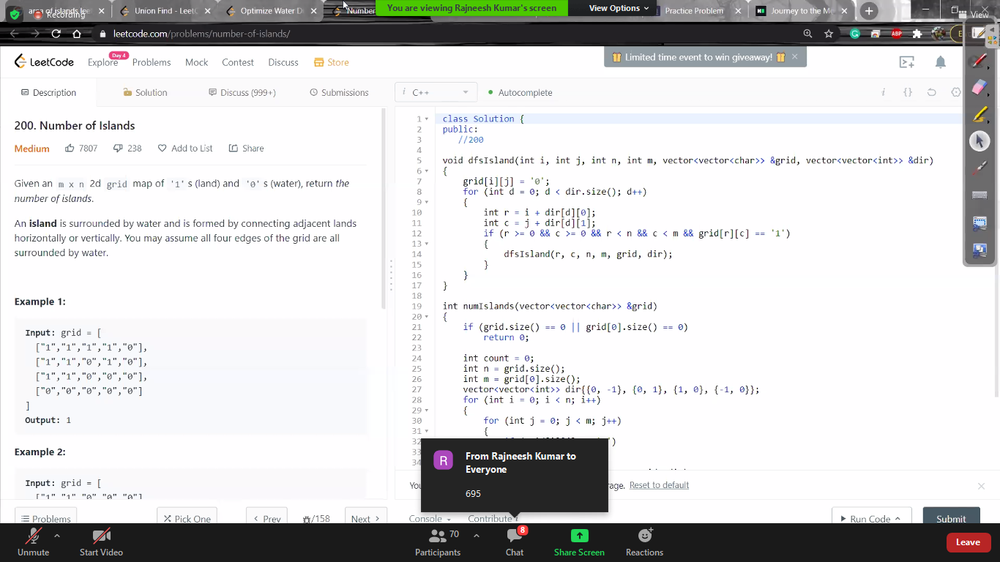 area of islands lee
Recording
Union Find - LeetC
Optimize Water D
Number
You are viewing Rajneesh Kumar's screen
View Options
Practice Problem
Journey to the M
View
leetcode.com/problems/number-of-islands/
ABP
LeetCode
Explore
Day 4
Problems
Mock
Contest
Discuss
Store
Limited time event to win giveaway!
Description
Solution
Discuss (999+)
Submissions
i C++
Autocomplete
200. Number of Islands
Medium
7807
238
Add to List
Share
Given an m x n 2d grid map of '1's (land) and '0's (water), return the
number of islands.
An island is surrounded by water and is formed by connecting adjacent lands
horizontally or vertically. You may assume all four edges of the grid are all
surrounded by water.
Example 1:
Input: grid = [
["1","1","1","1","0"],
["1","1","0","1","0"],
["1","1","0","0","0"],
["0","0","0","0","0"]
]
Output: 1
Example 2:
Input: grid = [
["1","1","0","0","0"]
1 class Solution {
2 public:
3 //200
4
5 void dfsIsland(int i, int j, int n, int m, vector<vector<char>> &grid, vector<vector<int>> &dir)
6 {
7 grid[i][j] = '0';
8 for (int d = 0; d < dir.size(); d++)
9 {
10 int r = i + dir[d][0];
11 int c = j + dir[d][1];
12 if (r >= 0 && c >= 0 && r < n && c < m && grid[r][c] == '1')
13 {
14 dfsIsland(r, c, n, m, grid, dir);
15 }
16 }
17 }
18
19 int numIslands(vector<vector<char>> &grid)
20 {
21 if (grid.size() == 0 || grid[0].size() == 0)
22 return 0;
23
24 int count = 0;
25 int n = grid.size();
26 int m = grid[0].size();
27 vector<vector<int>> dir{{0, -1}, {0, 1}, {1, 0}, {-1, 0}};
28 for (int i = 0; i < n; i++)
29 {
30 for (int j = 0; j < m; j++)
31 {
32
33
34
R
From Rajneesh Kumar to
Everyone
695
You
rage. Reset to default
Problems
Pick One
Prev
/158
Next
Console
Contribute i
Run Code
Submit
Unmute
Start Video
70
Participants
8
Chat
Share Screen
Reactions
Leave